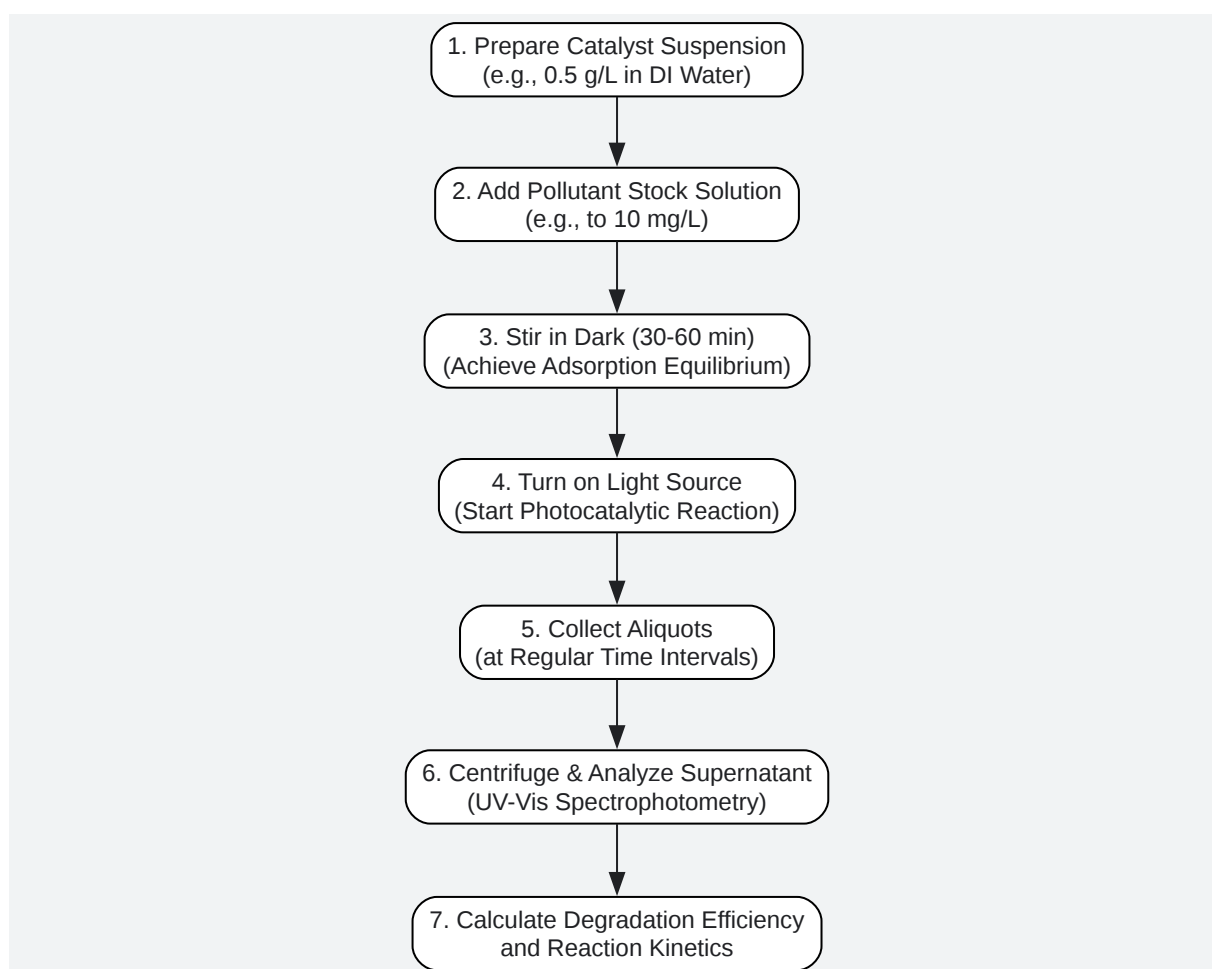 1. Prepare Catalyst Suspension
(e.g., 0.5 g/L in DI Water)
2. Add Pollutant Stock Solution
(e.g., to 10 mg/L)
3. Stir in Dark (30-60 min)
(Achieve Adsorption Equilibrium)
4. Turn on Light Source
(Start Photocatalytic Reaction)
5. Collect Aliquots
(at Regular Time Intervals)
6. Centrifuge & Analyze Supernatant
(UV-Vis Spectrophotometry)
7. Calculate Degradation Efficiency
and Reaction Kinetics